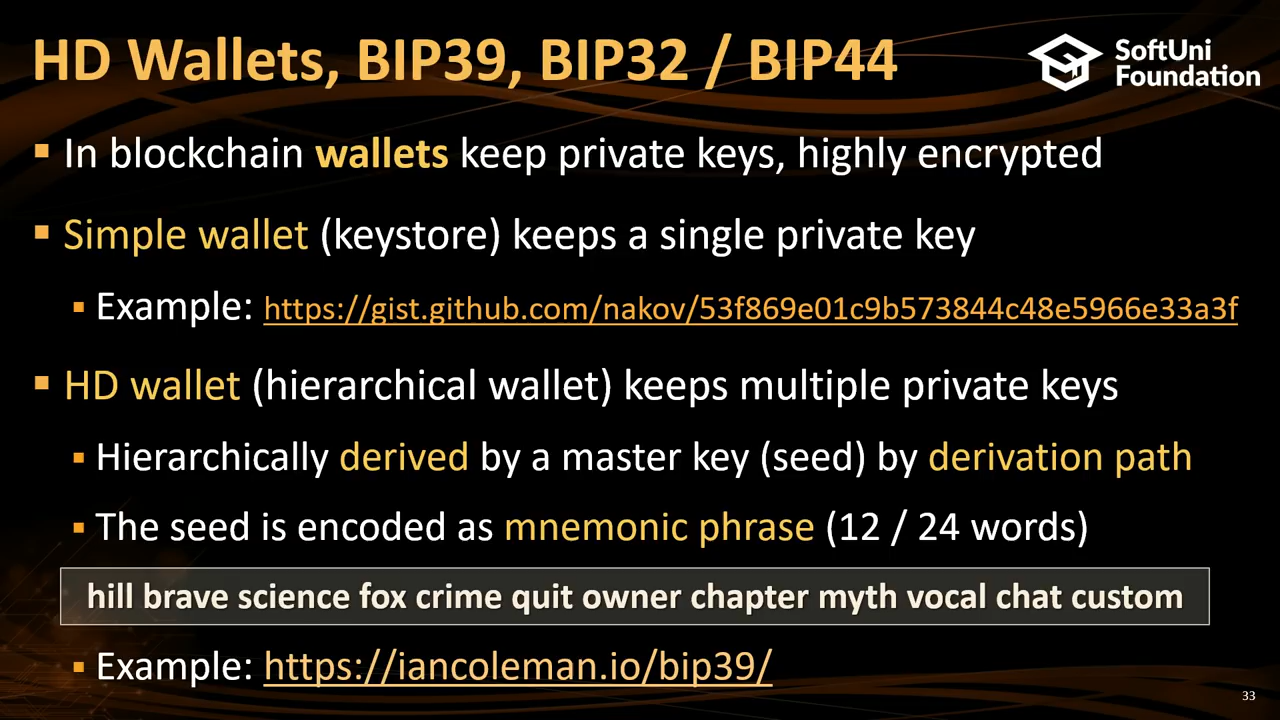 HD Wallets, BIP39, BIP32 / BIP44
SoftUni
Foundation
▪ In blockchain wallets keep private keys, highly encrypted
▪ Simple wallet (keystore) keeps a single private key
▪ Example: https://gist.github.com/nakov/53f869e01c9b573844c48e5966e33a3f
▪ HD wallet (hierarchical wallet) keeps multiple private keys
▪ Hierarchically derived by a master key (seed) by derivation path
▪ The seed is encoded as mnemonic phrase (12 / 24 words)
hill brave science fox crime quit owner chapter myth vocal chat custom
▪ Example: https://iancoleman.io/bip39/
33